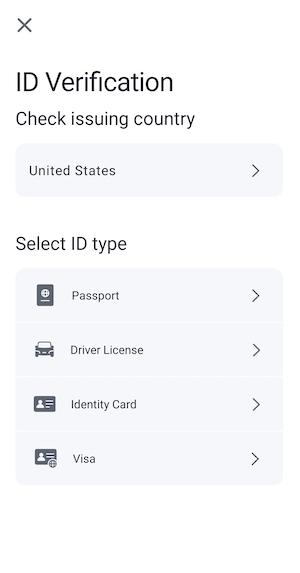 ID Verification
Check issuing country
United States
Select ID type
Passport
Driver License
Identity Card
Visa